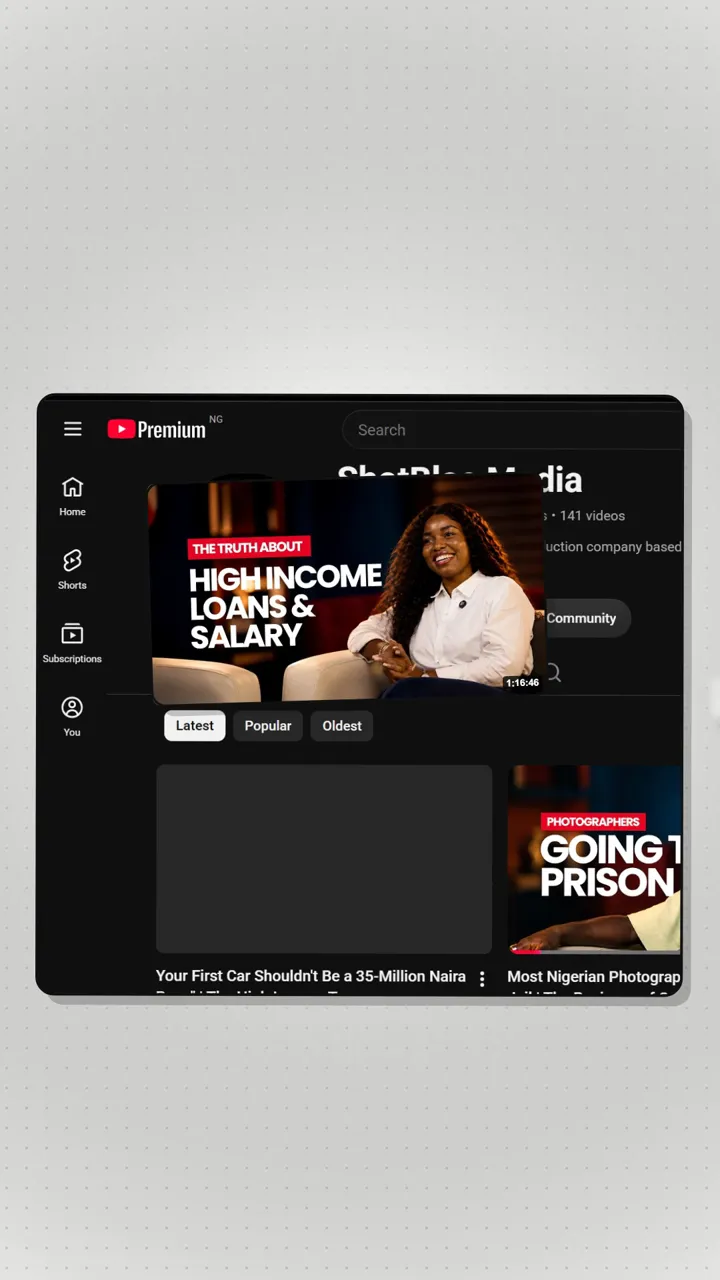 Premium NG
Search
Home
Shorts
Subscriptions
You
dia
• 141 videos
uction company based
Community
THE TRUTH ABOUT
HIGH INCOME
LOANS &
SALARY
1:16:46
Latest
Popular
Oldest
PHOTOGRAPHERS
GOING
PRISON
Your First Car Shouldn't Be a 35-Million Naira
Most Nigerian Photograp